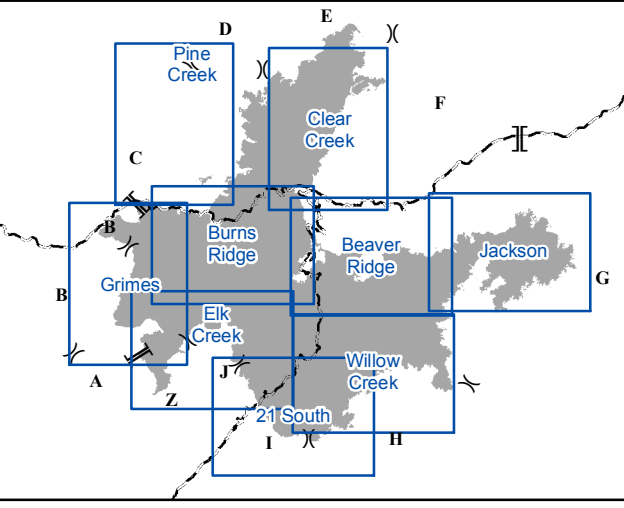 E
D
Pine
Creek
F
Clear
Creek
C
B
Burns
Ridge
Beaver
Ridge
Jackson
G
Grimes
B
Elk
Creek
Willow
Creek
J
A
Z
21 South
I
H